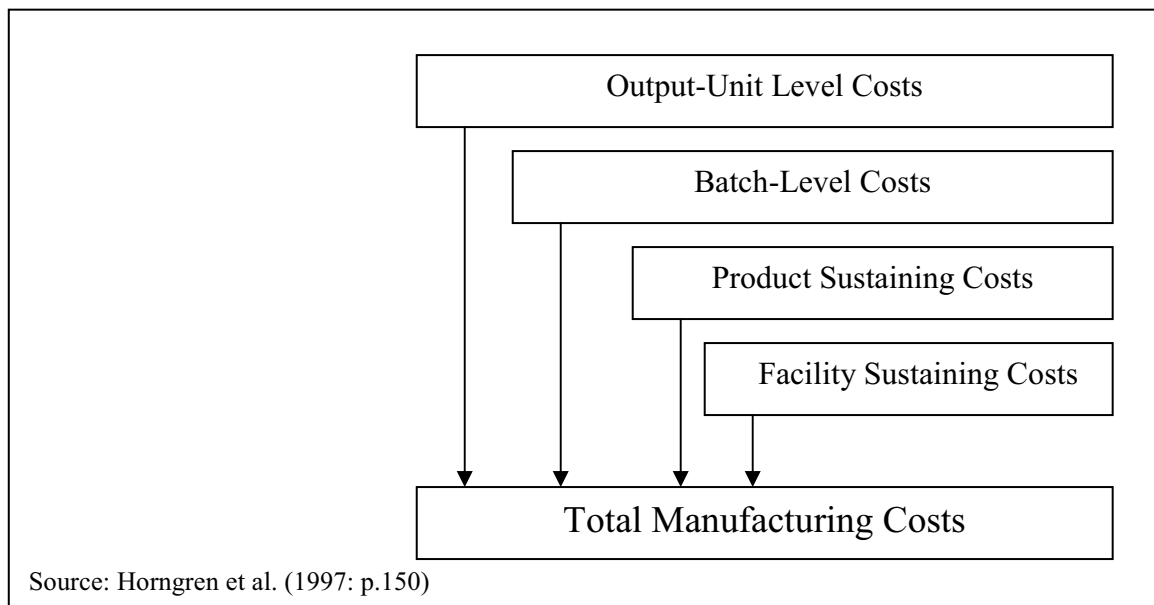 Output-Unit Level Costs
Batch-Level Costs
Product Sustaining Costs
Facility Sustaining Costs
Total Manufacturing Costs
Source: Horngren et al. (1997: p.150)